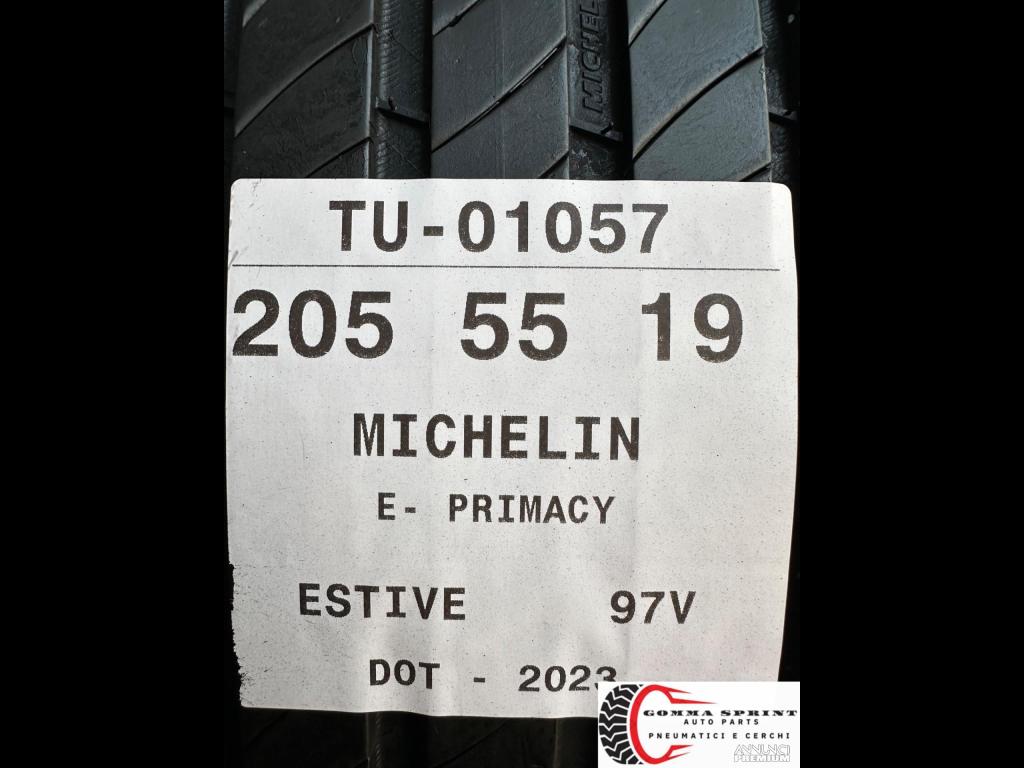 MICHEL
TU-01057
205 55 19
MICHELIN
E- PRIMACY
ESTIVE 97V
DOT - 2023
GOMMA SPRINT
AUTO PARTS
PNEUMATICI E CERCHI
ANNUNCI
PREMIUM